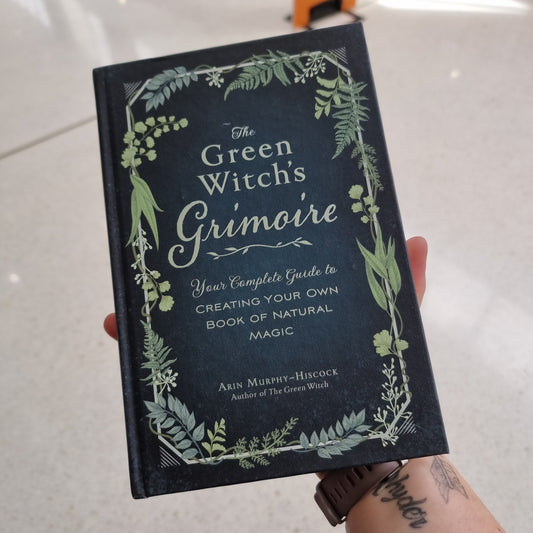 The
Green
Witch's
Grimoire
Your Complete Guide to
Creating Your Own
Book of Natural
Magic
Arin Murphy-Hiscock
Author of The Green Witch